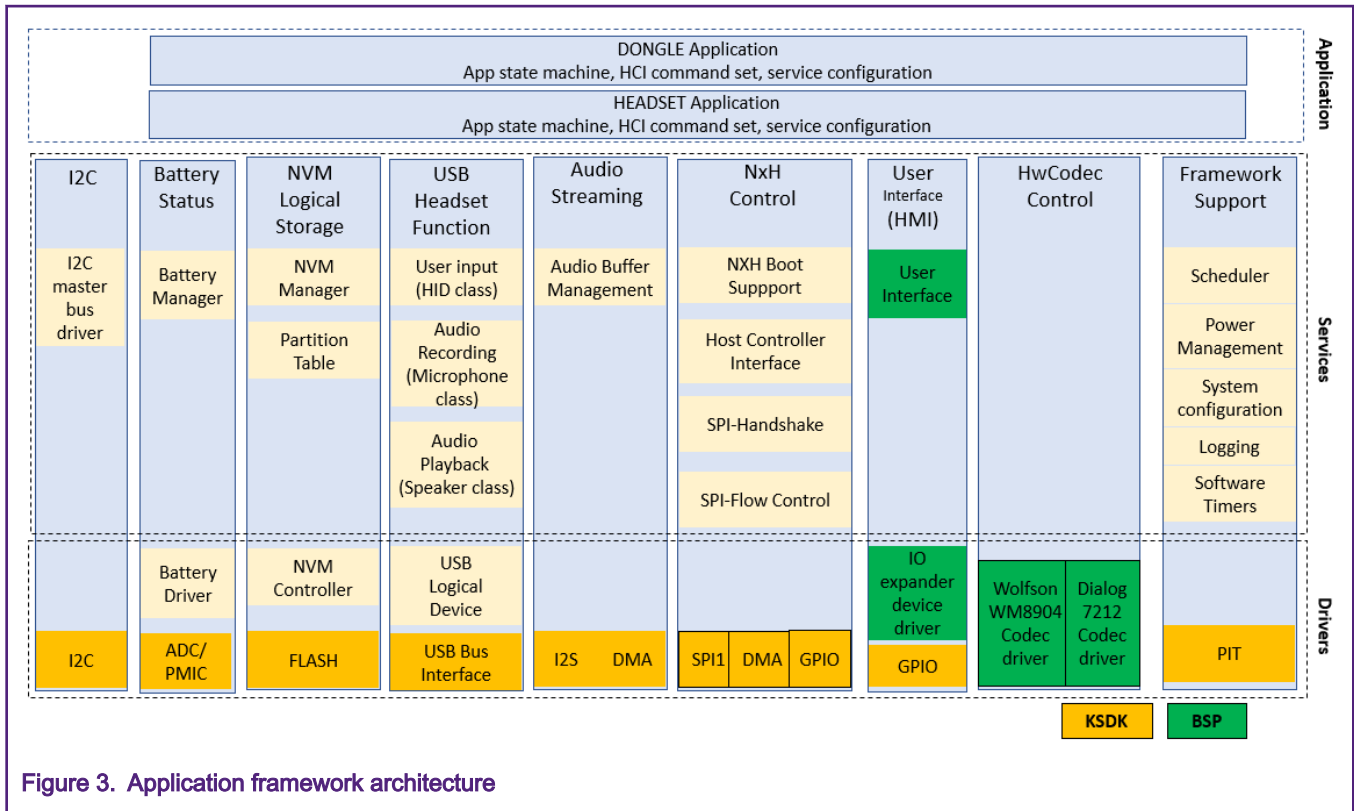 DONGLE Application
App state machine, HCI command set, service configuration
HEADSET Application
App state machine, HCI command set, service configuration
Application
I2C
I2C
master
bus
driver
I2C
Battery
Status
Battery
Manager
Battery
Driver
ADC/
PMIC
NVM
Logical
Storage
NVM
Manager
Partition
Table
NVM
Controller
FLASH
USB
Headset
Function
User input
(HID class)
Audio
Recording
(Microphone
class)
Audio
Playback
(Speaker class)
USB
Logical
Device
USB Bus
Interface
Audio
Streaming
Audio Buffer
Management
I2S DMA
NxH
Control
NXH Boot
Suppport
Host Controller
Interface
SPI-Handshake
SPI-Flow Control
SPI1 DMA GPIO
User
Interface
(HMI)
User
Interface
IO
expander
device
driver
GPIO
HwCodec
Control
Wolfson
WM8904
Codec
driver
Dialog
7212
Codec
driver
Framework
Support
Scheduler
Power
Management
System
configuration
Logging
Software
Timers
PIT
Services
Drivers
KSDK
BSP
Figure 3. Application framework architecture